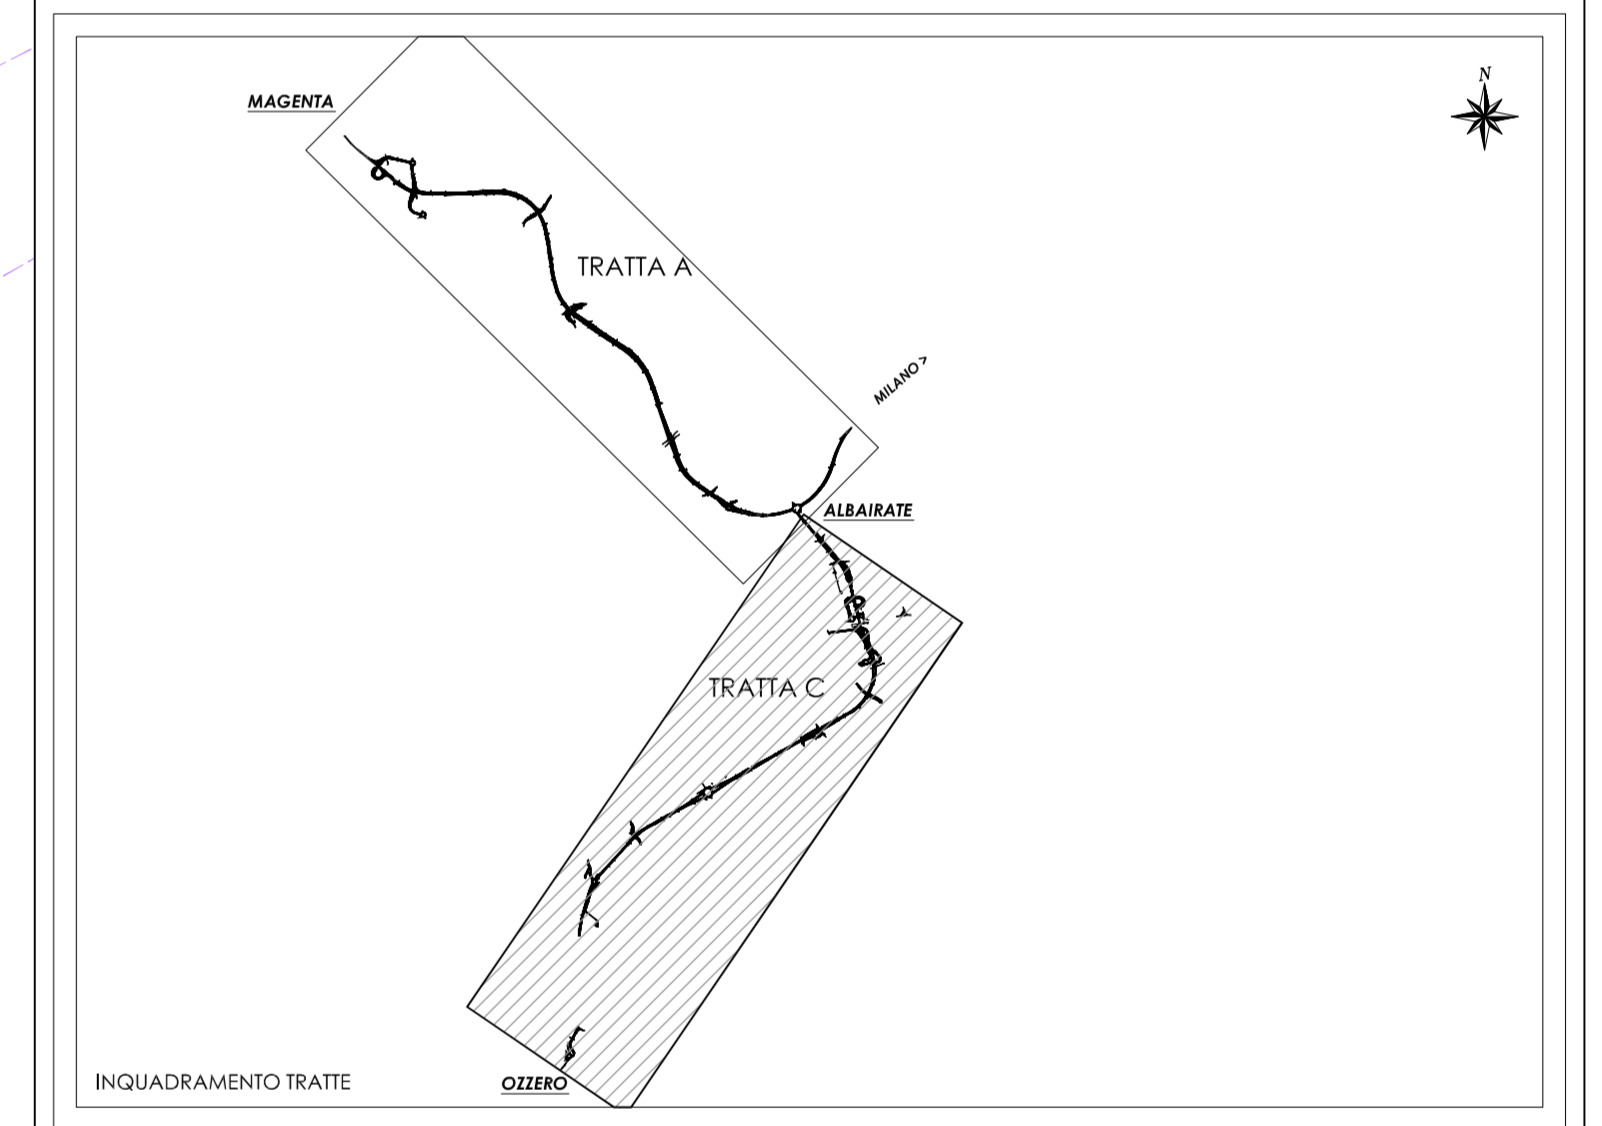 N
MAGENTA
TRATTA A
MILANO >
ALBAIRATE
TRATTA C
INQUADRAMENTO TRATTE
OZZERO